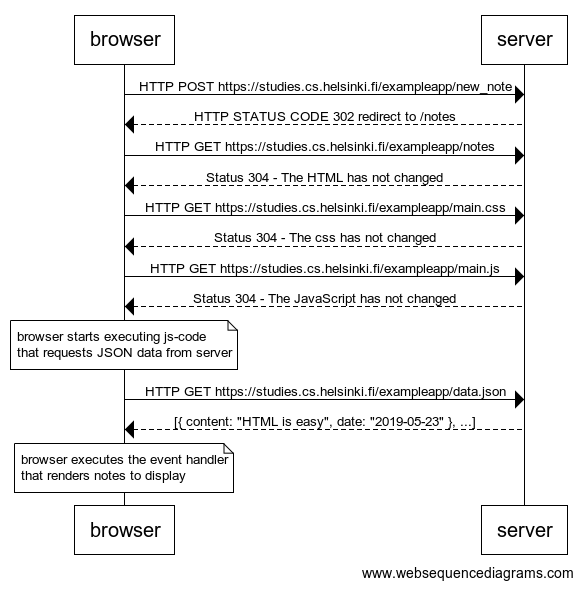 browser
server
HTTP POST https://studies.cs.helsinki.fi/exampleapp/new_note
HTTP STATUS CODE 302 redirect to /notes
HTTP GET https://studies.cs.helsinki.fi/exampleapp/notes
Status 304 - The HTML has not changed
HTTP GET https://studies.cs.helsinki.fi/exampleapp/main.css
Status 304 - The css has not changed
HTTP GET https://studies.cs.helsinki.fi/exampleapp/main.js
Status 304 - The JavaScript has not changed
browser starts executing js-code
that requests JSON data from server
HTTP GET https://studies.cs.helsinki.fi/exampleapp/data.json
[{ content: "HTML is easy", date: "2019-05-23" }, ...]
browser executes the event handler
that renders notes to display
browser
server
www.websequencediagrams.com